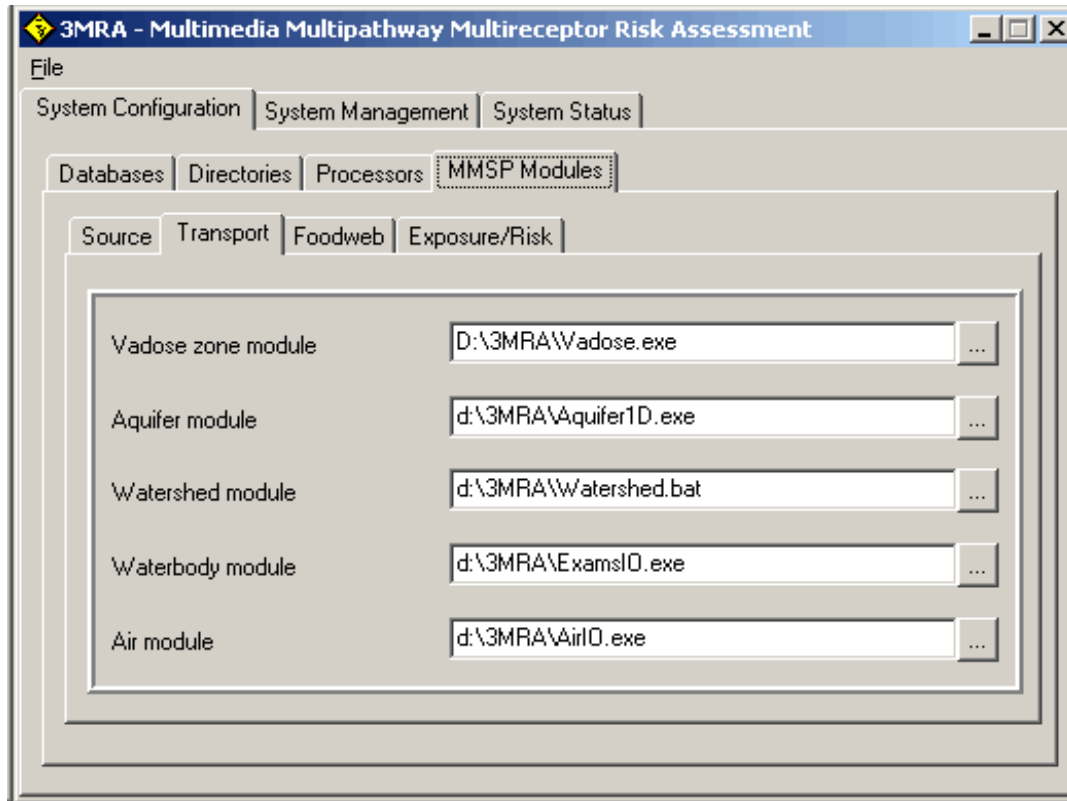 3MRA - Multimedia Multipathway Multireceptor Risk Assessment
File
System Configuration System Management System Status
Databases Directories Processors MMSP Modules
Source Transport Foodweb Exposure/Risk
Vadose zone module D:\3MRA\Vadose.exe ...
Aquifer module d:\3MRA\Aquifer1D.exe ...
Watershed module d:\3MRA\Watershed.bat ...
Waterbody module d:\3MRA\ExamsIO.exe ...
Air module d:\3MRA\AirIO.exe ...